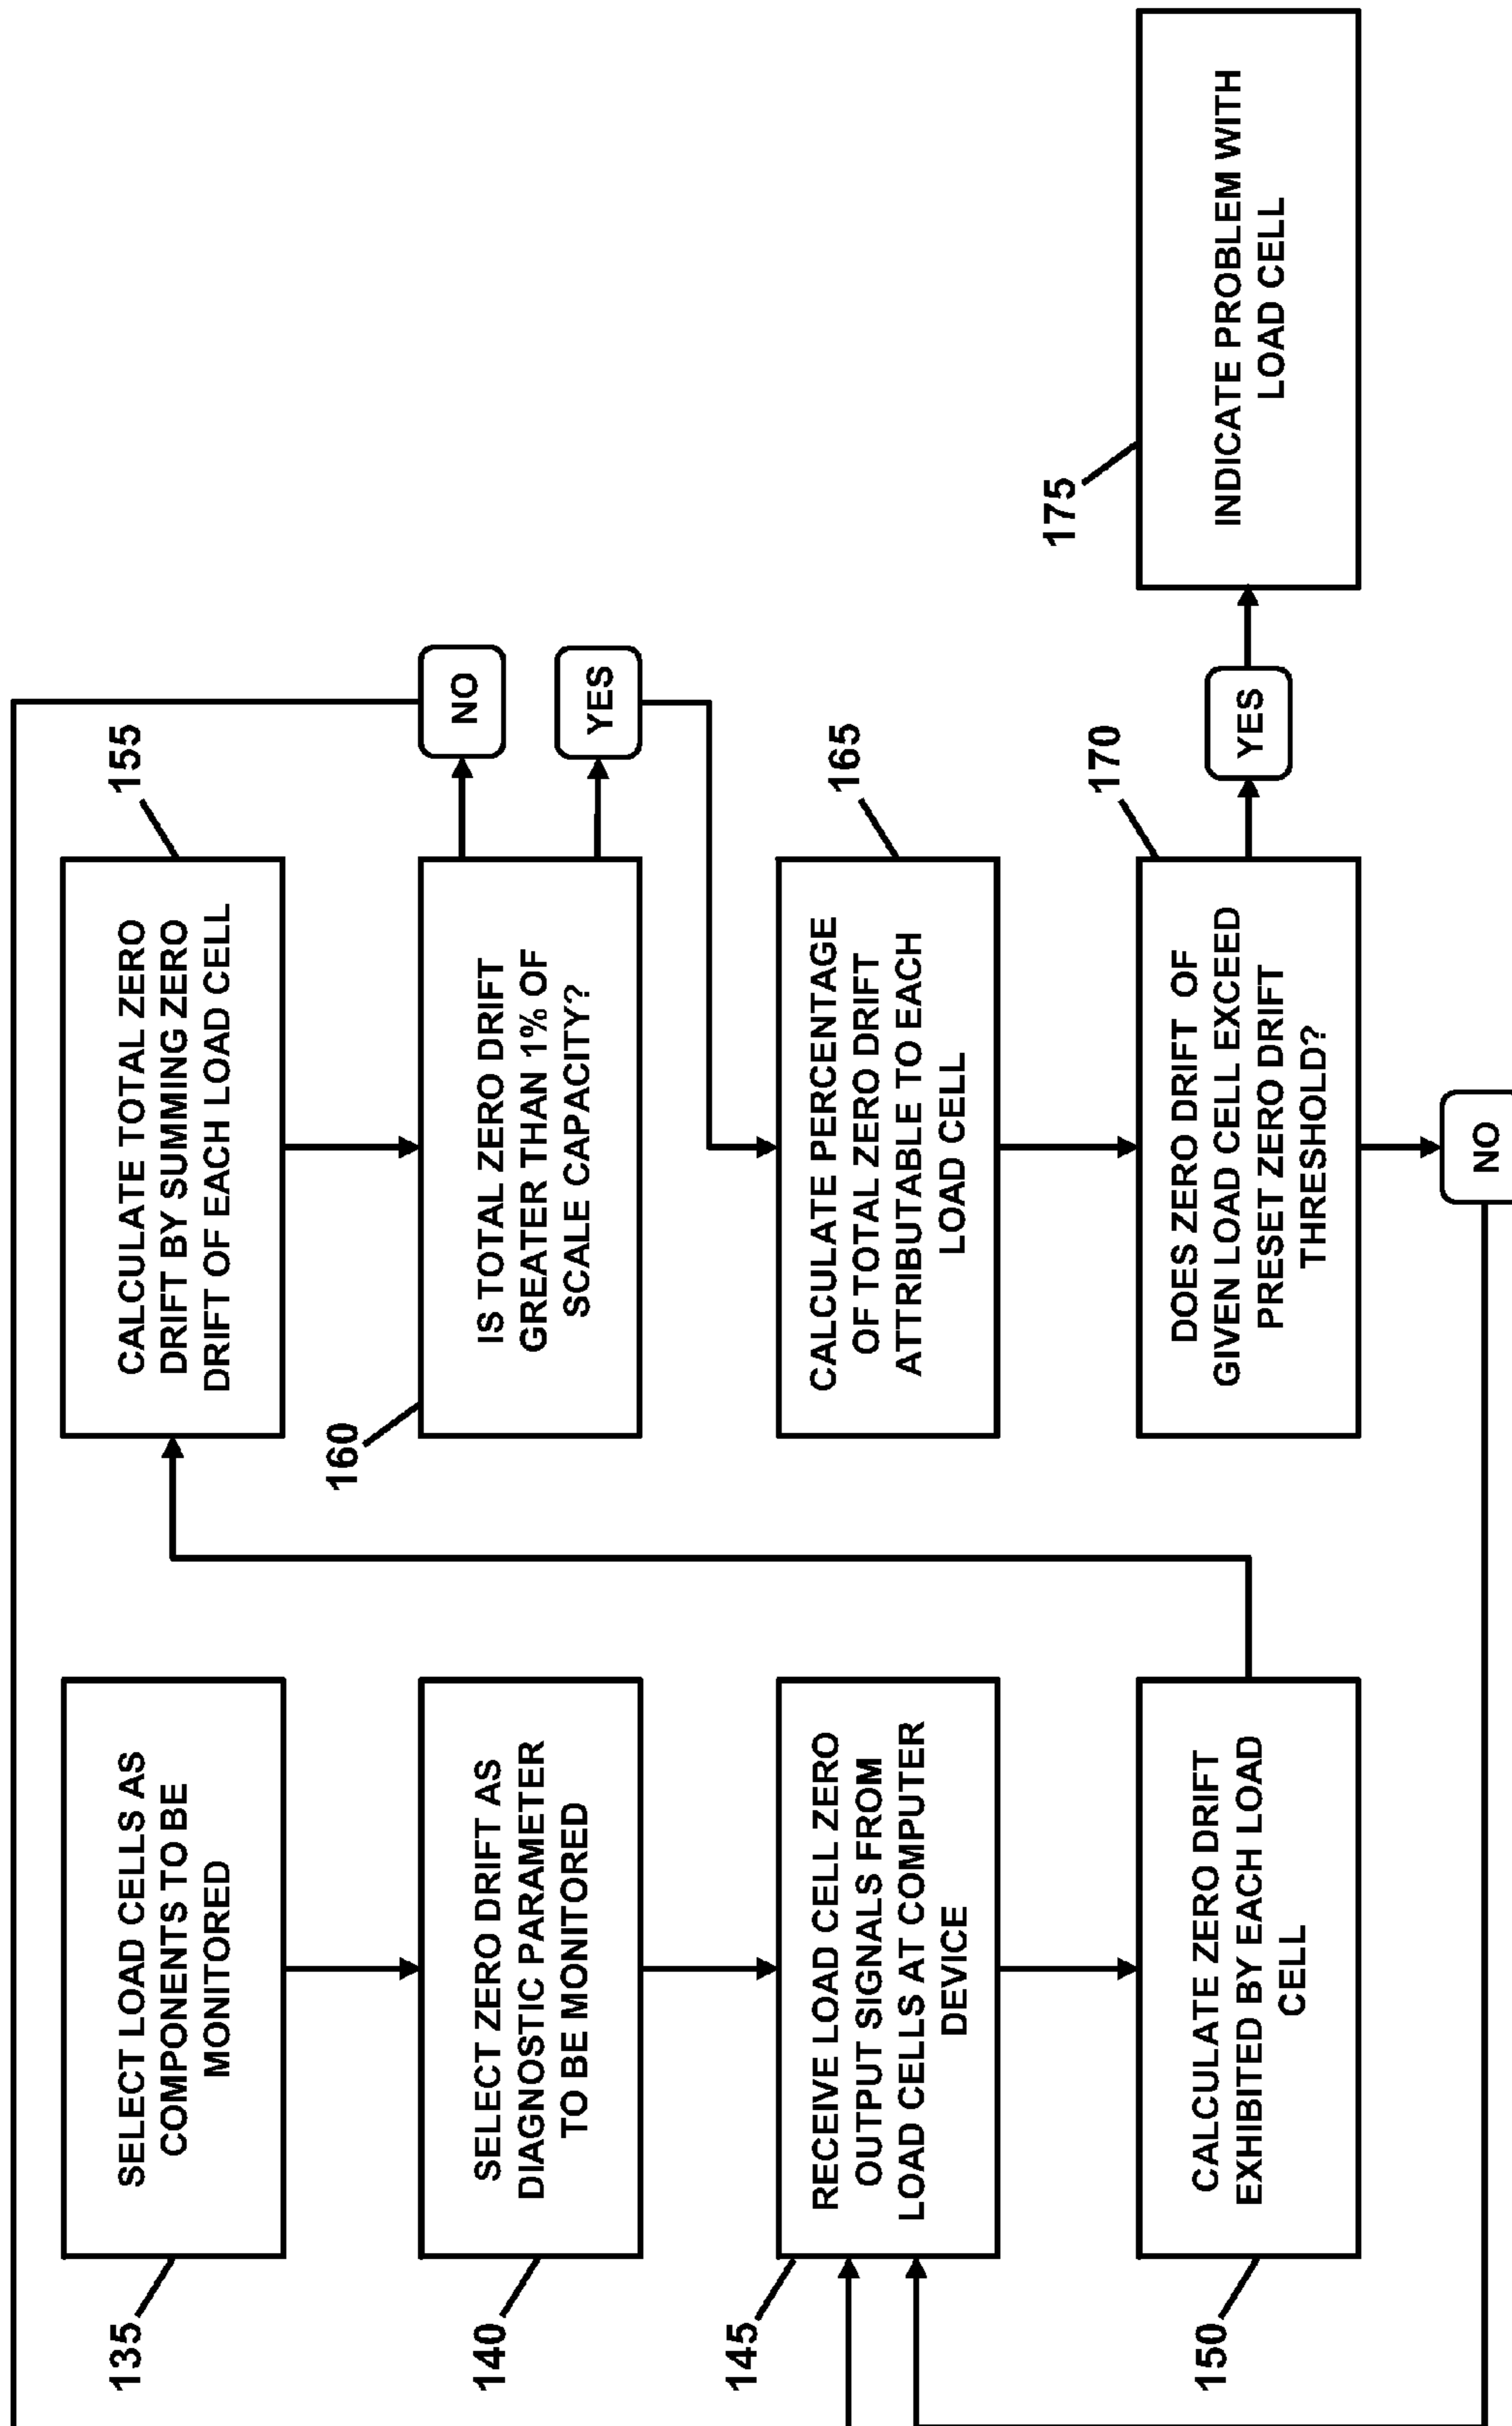 135
SELECT LOAD CELLS AS
COMPONENTS TO BE
MONITORED
140
SELECT ZERO DRIFT AS
DIAGNOSTIC PARAMETER
TO BE MONITORED
145
RECEIVE LOAD CELL ZERO
OUTPUT SIGNALS FROM
LOAD CELLS AT COMPUTER
DEVICE
150
CALCULATE ZERO DRIFT
EXHIBITED BY EACH LOAD
CELL
155
CALCULATE TOTAL ZERO
DRIFT BY SUMMING ZERO
DRIFT OF EACH LOAD CELL
160
IS TOTAL ZERO DRIFT
GREATER THAN 1% OF
SCALE CAPACITY?
NO
YES
165
CALCULATE PERCENTAGE
OF TOTAL ZERO DRIFT
ATTRIBUTABLE TO EACH
LOAD CELL
170
DOES ZERO DRIFT OF
GIVEN LOAD CELL EXCEED
PRESET ZERO DRIFT
THRESHOLD?
YES
NO
175
INDICATE PROBLEM WITH
LOAD CELL